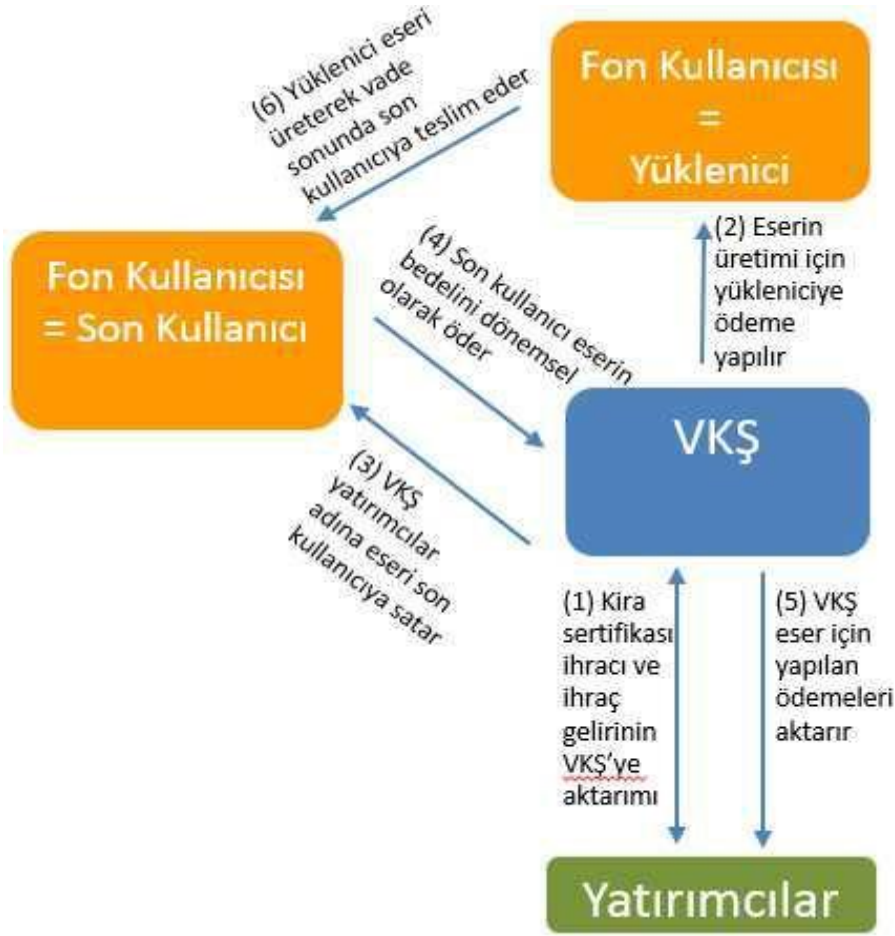 (6) Yüklenici eseri
üreterek vade
sonunda son
kullanıcıya teslim eder
Fon Kullanıcısı
=
Yüklenici
Fon Kullanıcısı
= Son Kullanıcı
(4) Son kullanıcı eserin
bedelini dönemsel
olarak öder
(2) Eserin
üretimi için
yükleniciye
ödeme
yapılır
VKŞ
(3) VKŞ
yatırımcılar
adına eseri son
kullanıcıya satar
(1) Kira
sertifikası
ihracı ve
ihraç
gelirinin
VKŞ'ye
aktarımı
(5) VKŞ
eser için
yapılan
ödemeleri
aktarır
Yatırımcılar